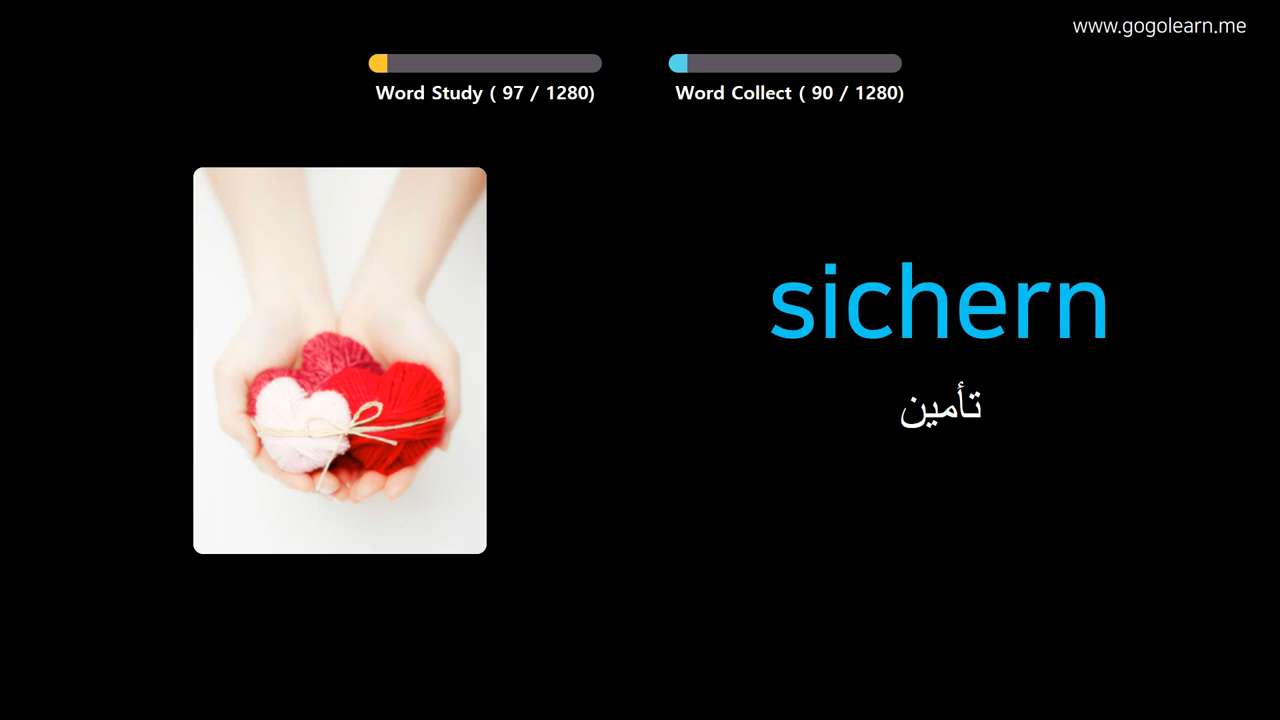 www.gogolearn.me
Word Study ( 97 / 1280)
Word Collect ( 90 / 1280)
sichern
تأمين